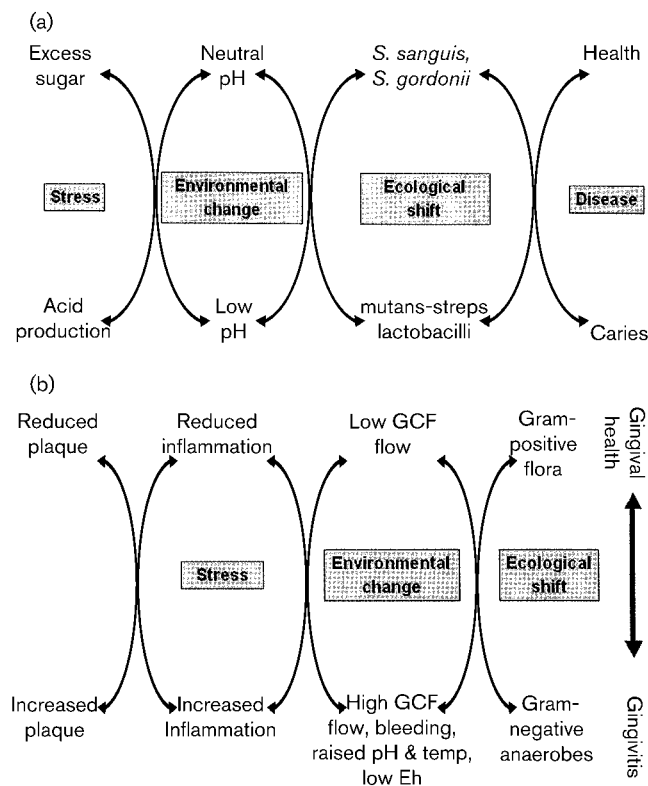 (a)
Excess
sugar
Neutral
pH
S. sanguis,
S. gordonii
Health
Stress
Environmental
change
Ecological
shift
Disease
Acid
production
Low
pH
mutans-streps
lactobacilli
Caries
(b)
Reduced
plaque
Reduced
inflammation
Low GCF
flow
Gram-
positive
flora
Gingival
health
Stress
Environmental
change
Ecological
shift
Increased
plaque
Increased
Inflammation
High GCF
flow, bleeding,
raised pH & temp,
low Eh
Gram-
negative
anaerobes
Gingivitis